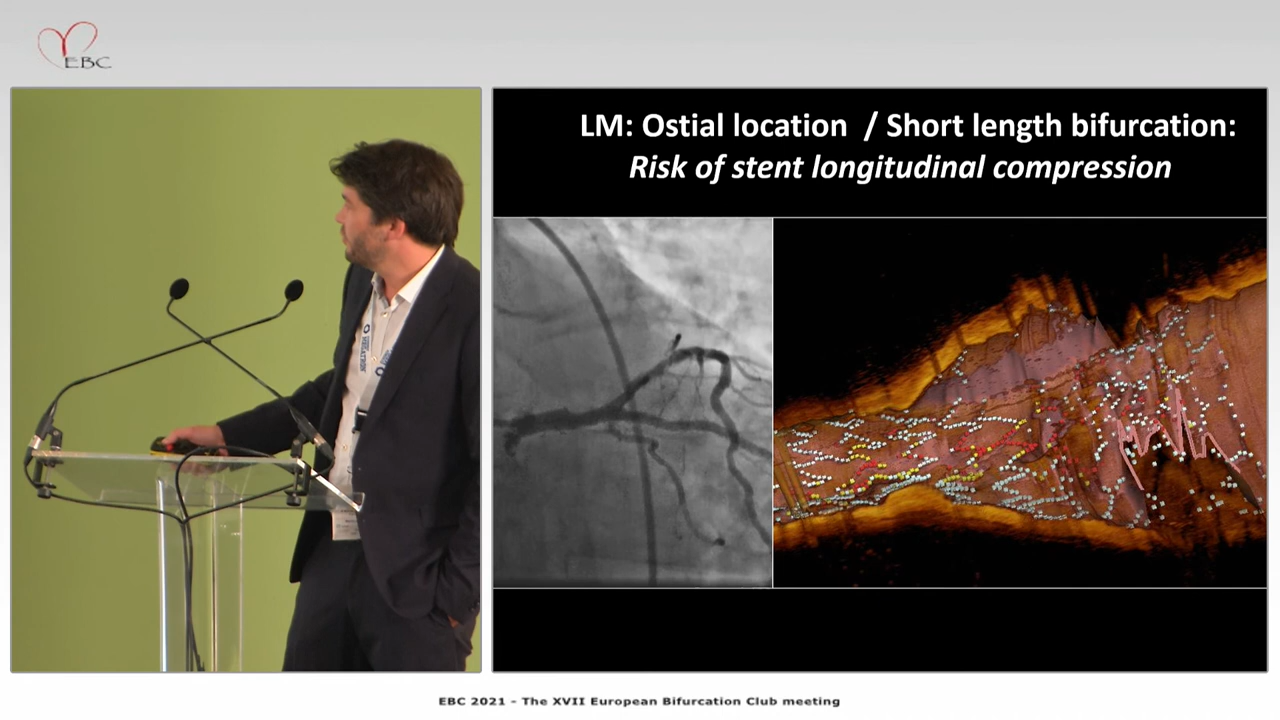 EBC
LM: Ostial location / Short length bifurcation:
Risk of stent longitudinal compression
EBC 2021 - The XVII European Bifurcation Club meeting